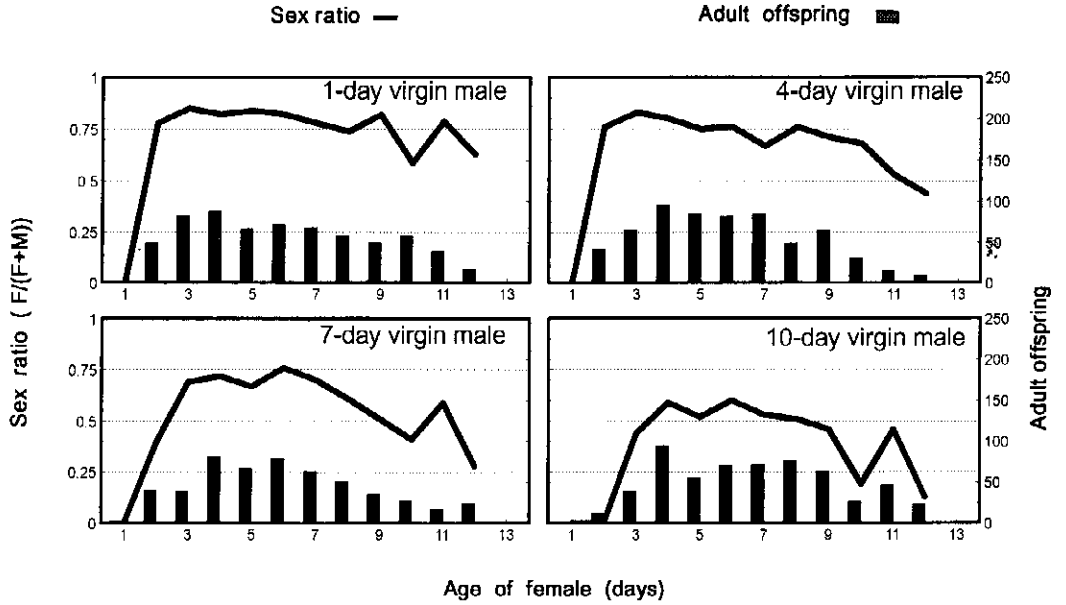 Sex ratio
Adult offspring
1-day virgin male
4-day virgin male
1
0.75
0 5
0.25
0
250
200
150
100
50
0
1 3 5 7 9 11 13
1 3 5 7 9 11 13
7-day virgin male
10-day virgin male
1
0.75
0.5
0.25
0
250
200
150
100
50
0
1 3 5 7 9 11 13
1 3 5 7 9 11 13
Sex ratio ( F/(F+M))
Adult offspring
Age of female (days)